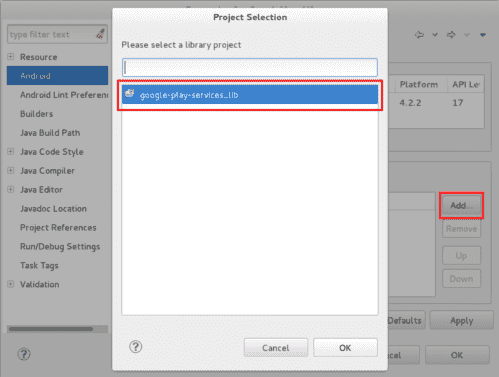 Project Selection
Please select a library project
google-play-services_lib
Cancel
OK
type filter text
Resource
Android
Android Lint Preferenc
Builders
Java Build Path
Java Code Style
Java Compiler
Java Editor
Javadoc Location
Project References
Run/Debug Settings
Task Tags
Validation
Platform API Le
4.2.2 17
Add...
Remove
Up
Down
Defaults
Apply
cel
OK